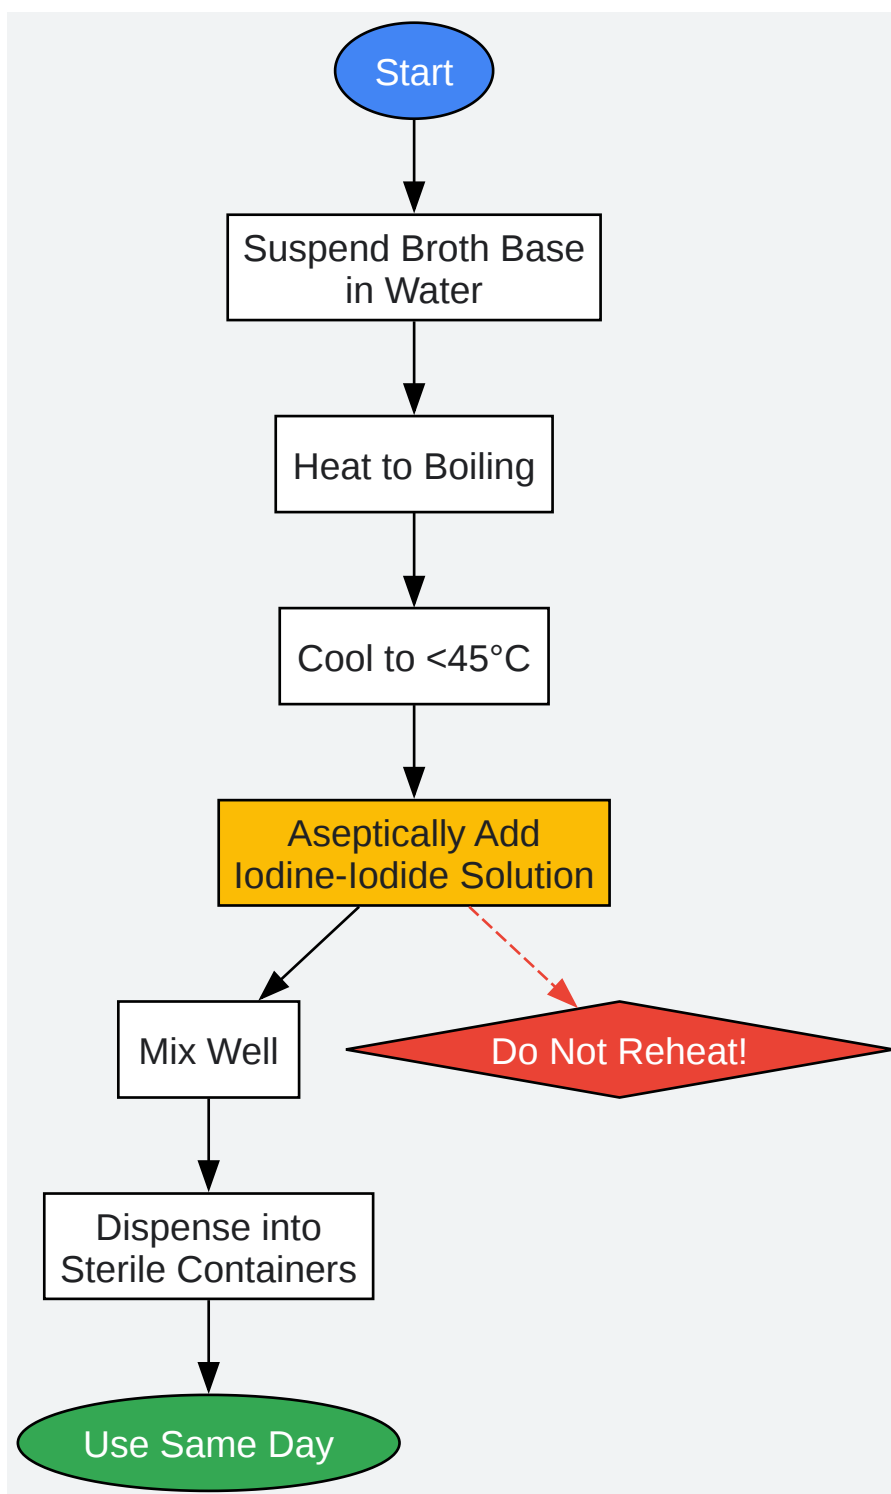 Start
Suspend Broth Base
in Water
Heat to Boiling
Cool to <45°C
Aseptically Add
Iodine-Iodide Solution
Mix Well
Do Not Reheat!
Dispense into
Sterile Containers
Use Same Day